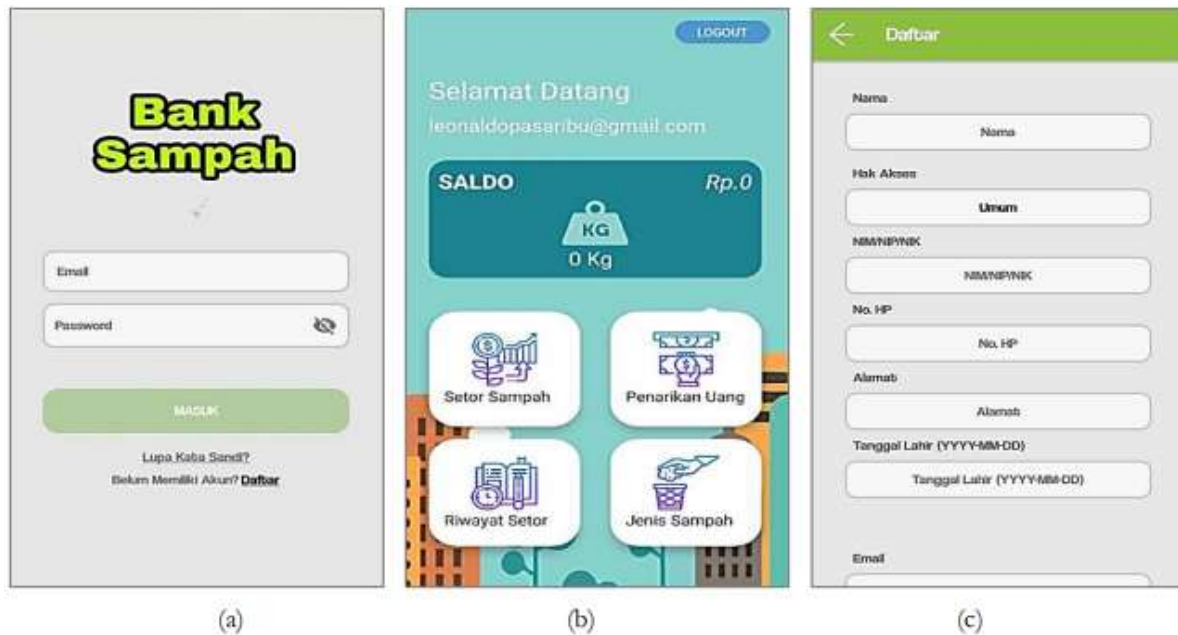 Bank
Sampah
Email
Password
MASUK
Lupa Kata Sandi?
Belum Memiliki Akun? Daftar
(a)
LOGOUT
Selamat Datang
leonaldopasaribu@gmail.com
SALDO Rp.0
KG
0 Kg
Setor Sampah
Penarikan Uang
Riwayat Setor
Jenis Sampah
(b)
Daftar
Nama
Nama
Hak Akses
Umum
NIM/NIP/NIK
NIM/NIP/NIK
No. HP
No. HP
Alamat
Alamat
Tanggal Lahir (YYYY-MM-DD)
Tanggal Lahir (YYYY-MM-DD)
Email
(c)